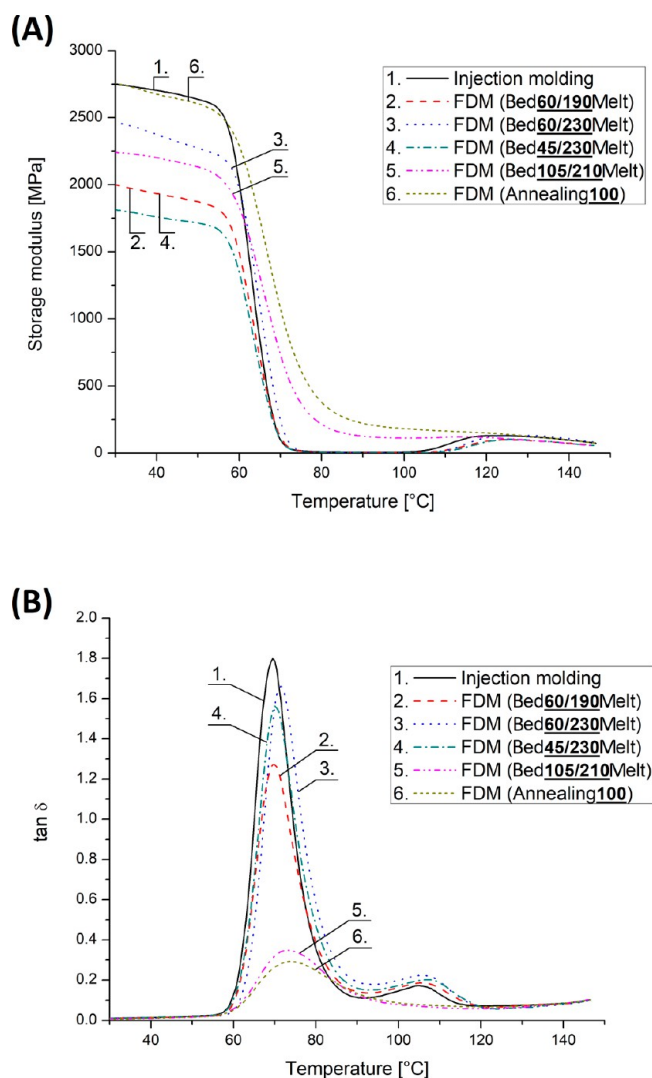 (A)
3000
2500
2000
1500
1000
500
0
Storage modulus [MPa]
1.
6.
3.
5.
2.
4.
1. Injection molding
2. FDM (Bed60/190Melt)
3. FDM (Bed60/230Melt)
4. FDM (Bed45/230Melt)
5. FDM (Bed105/210Melt)
6. FDM (Annealing100)
40 60 80 100 120 140
Temperature [°C]
(B)
2.0
1.8
1.6
1.4
1.2
1.0
0.8
0.6
0.4
0.2
0.0
tan δ
1.
4.
2.
3.
5.
6.
1. Injection molding
2. FDM (Bed60/190Melt)
3. FDM (Bed60/230Melt)
4. FDM (Bed45/230Melt)
5. FDM (Bed105/210Melt)
6. FDM (Annealing100)
40 60 80 100 120 140
Temperature [°C]